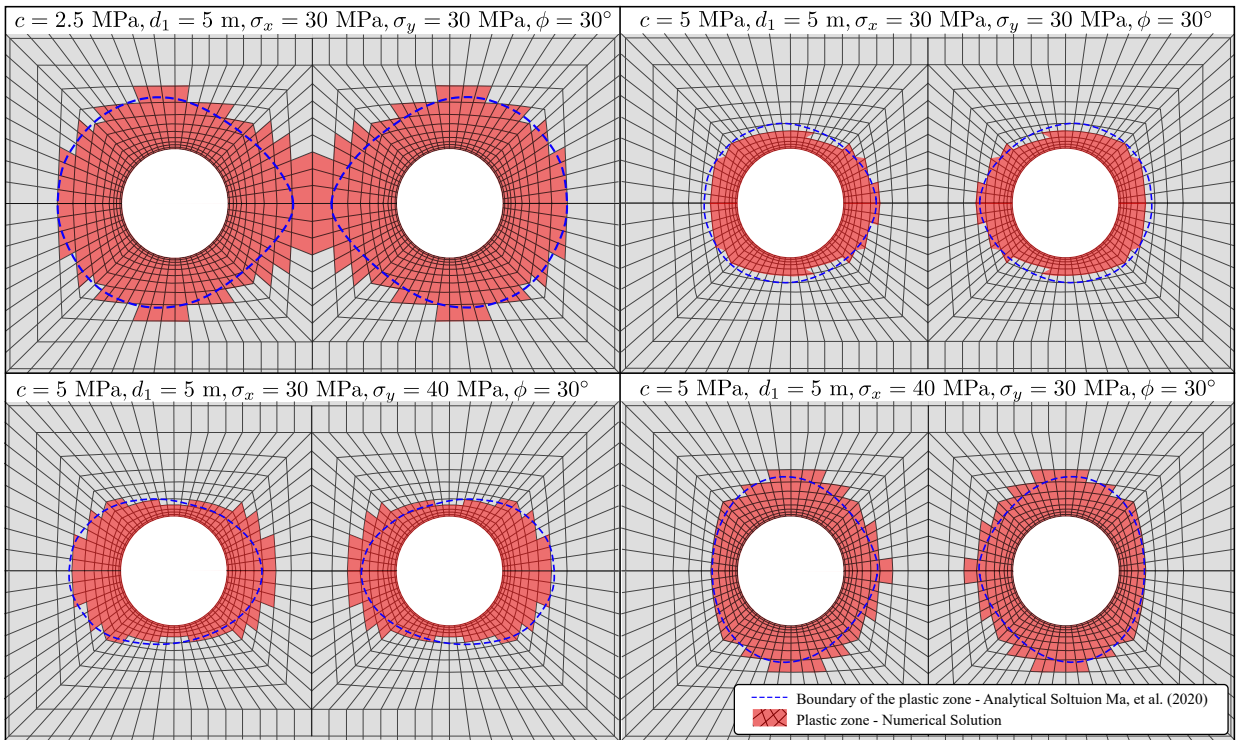 c = 2.5 MPa, d₁ = 5 m, σₓ = 30 MPa, σᵧ = 30 MPa, ϕ = 30°
c = 5 MPa, d₁ = 5 m, σₓ = 30 MPa, σᵧ = 30 MPa, ϕ = 30°
c = 5 MPa, d₁ = 5 m, σₓ = 30 MPa, σᵧ = 40 MPa, ϕ = 30°
c = 5 MPa, d₁ = 5 m, σₓ = 40 MPa, σᵧ = 30 MPa, ϕ = 30°
Boundary of the plastic zone - Analytical Soltuion Ma, et al. (2020)
Plastic zone - Numerical Solution